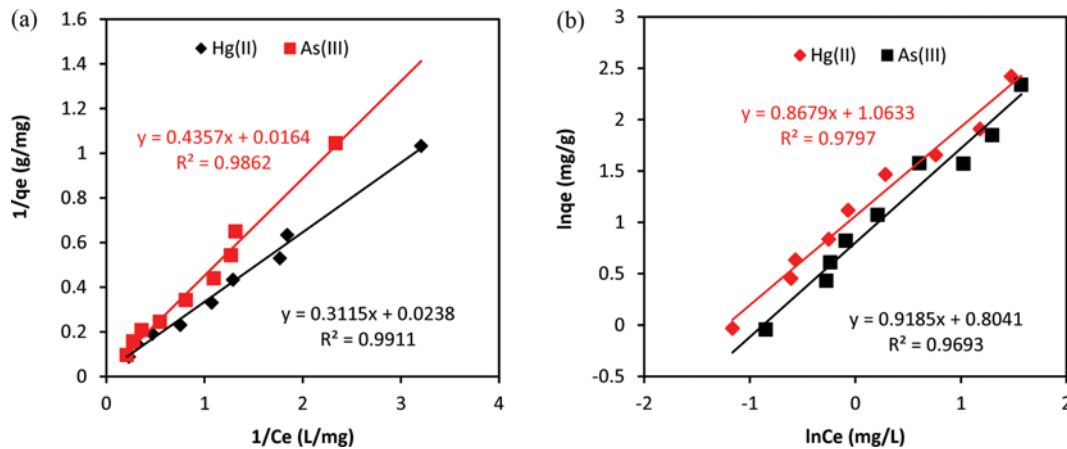 (a)
1.6
1.4
1.2
1
0.8
0.6
0.4
0.2
0
1/qe (g/mg)
Hg(II) As(III)
y = 0.4357x + 0.0164
R² = 0.9862
y = 0.3115x + 0.0238
R² = 0.9911
0 1 2 3 4
1/Ce (L/mg)
(b)
3
2.5
2
1.5
1
0.5
0
-0.5
lnqe (mg/g)
Hg(II) As(III)
y = 0.8679x + 1.0633
R² = 0.9797
y = 0.9185x + 0.8041
R² = 0.9693
-2 -1 0 1 2
lnCe (mg/L)